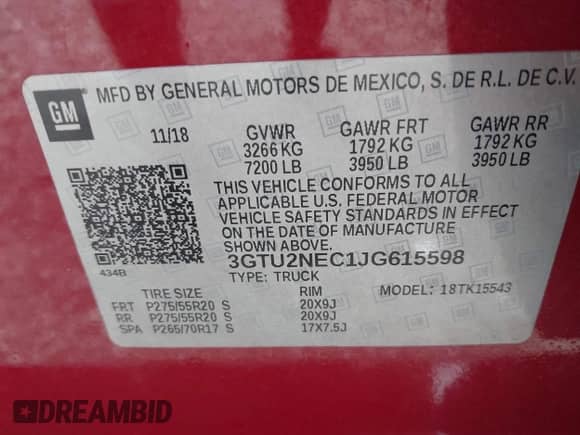 GM
MFD BY GENERAL MOTORS DE MEXICO, S. DE R.L. DE C.V.
11/18 GVWR GAWR FRT GAWR RR
3266 KG 1792 KG 1792 KG
7200 LB 3950 LB 3950 LB
THIS VEHICLE CONFORMS TO ALL
APPLICABLE U.S. FEDERAL MOTOR
VEHICLE SAFETY STANDARDS IN EFFECT
ON THE DATE OF MANUFACTURE
SHOWN ABOVE.
434B 3GTU2NEC1JG615598
TYPE: TRUCK
TIRE SIZE RIM MODEL: 18TK15543
FRT P275/55R20 S 20X9J
RR P275/55R20 S 20X9J
SPA P265/70R17 S 17X7.5J
DREAMBID